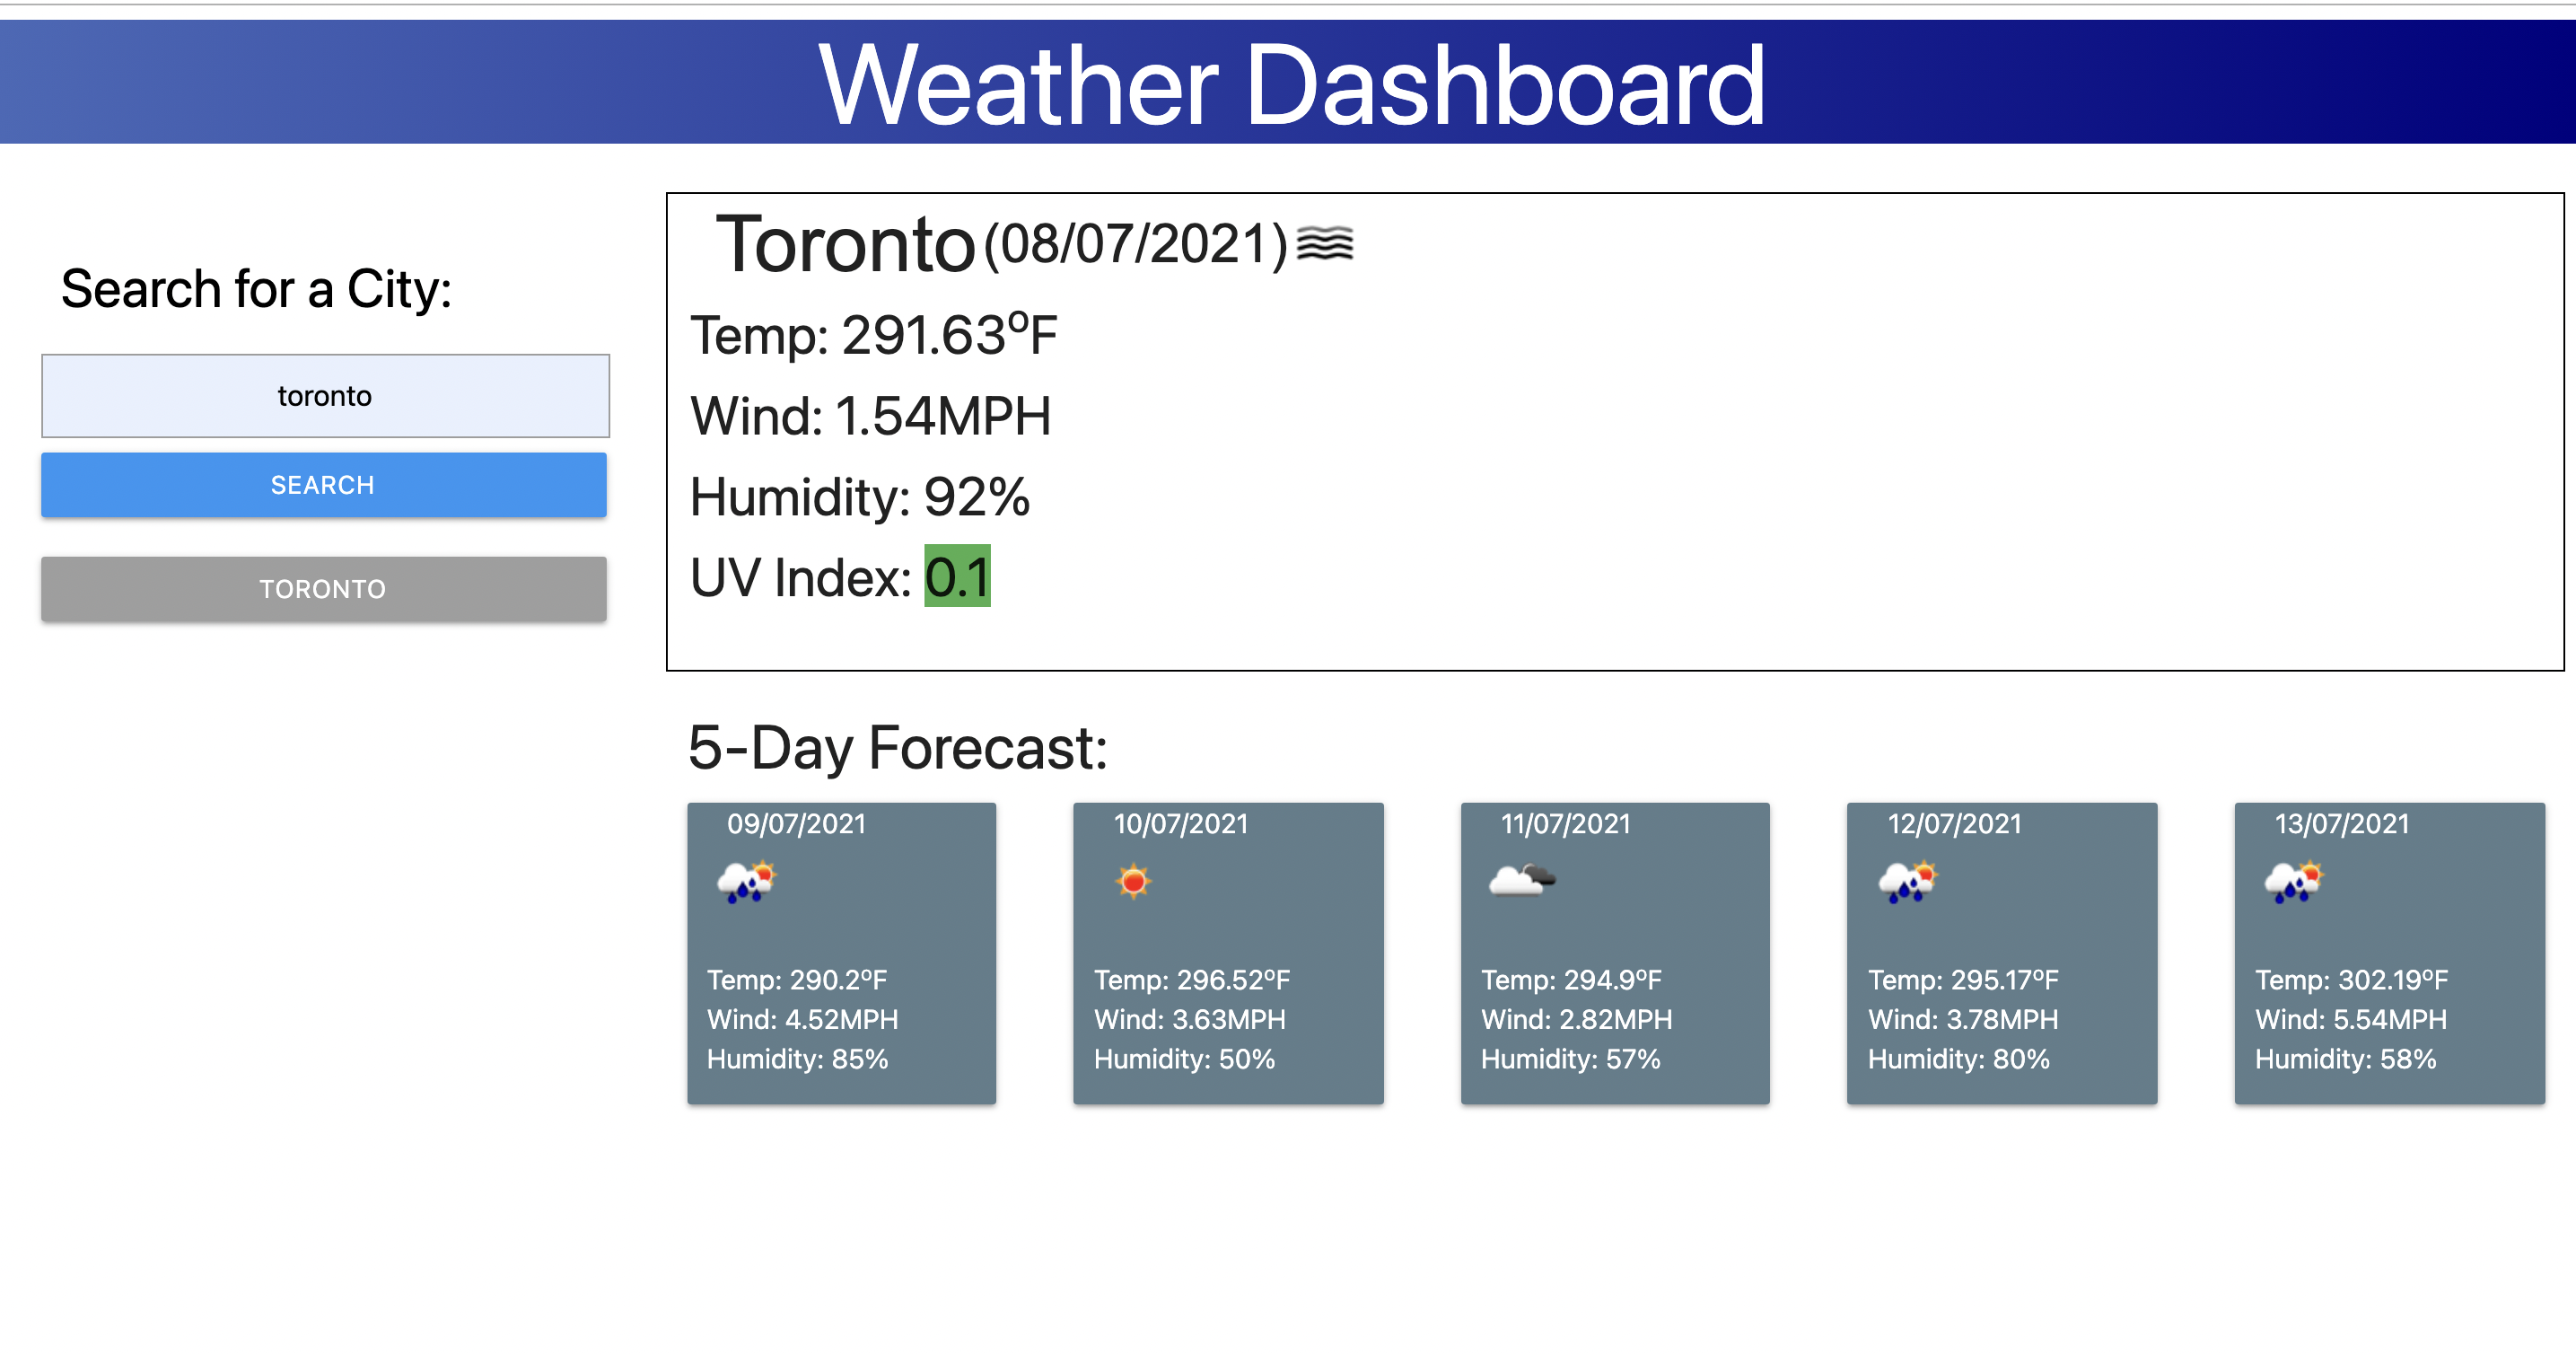 Weather Dashboard
Search for a City:
toronto
SEARCH
TORONTO
Toronto (08/07/2021)
Temp: 291.63ºF
Wind: 1.54MPH
Humidity: 92%
UV Index: 0.1
5-Day Forecast:
09/07/2021
Temp: 290.2ºF
Wind: 4.52MPH
Humidity: 85%
10/07/2021
Temp: 296.52ºF
Wind: 3.63MPH
Humidity: 50%
11/07/2021
Temp: 294.9ºF
Wind: 2.82MPH
Humidity: 57%
12/07/2021
Temp: 295.17ºF
Wind: 3.78MPH
Humidity: 80%
13/07/2021
Temp: 302.19ºF
Wind: 5.54MPH
Humidity: 58%